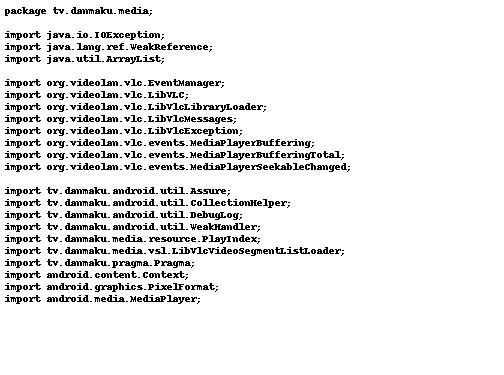 package tv.danmaku.media;

import java.io.IOException;
import java.lang.ref.WeakReference;
import java.util.ArrayList;

import org.videolan.vlc.EventManager;
import org.videolan.vlc.LibVLC;
import org.videolan.vlc.LibVlcLibraryLoader;
import org.videolan.vlc.LibVlcMessages;
import org.videolan.vlc.LibVlcException;
import org.videolan.vlc.events.MediaPlayerBuffering;
import org.videolan.vlc.events.MediaPlayerBufferingTotal;
import org.videolan.vlc.events.MediaPlayerSeekableChanged;

import tv.danmaku.android.util.Assure;
import tv.danmaku.android.util.CollectionHelper;
import tv.danmaku.android.util.DebugLog;
import tv.danmaku.android.util.WeakHandler;
import tv.danmaku.media.resource.PlayIndex;
import tv.danmaku.media.vsl.LibVlcVideoSegmentListLoader;
import tv.danmaku.pragma.Pragma;
import android.content.Context;
import android.graphics.PixelFormat;
import android.media.MediaPlayer;